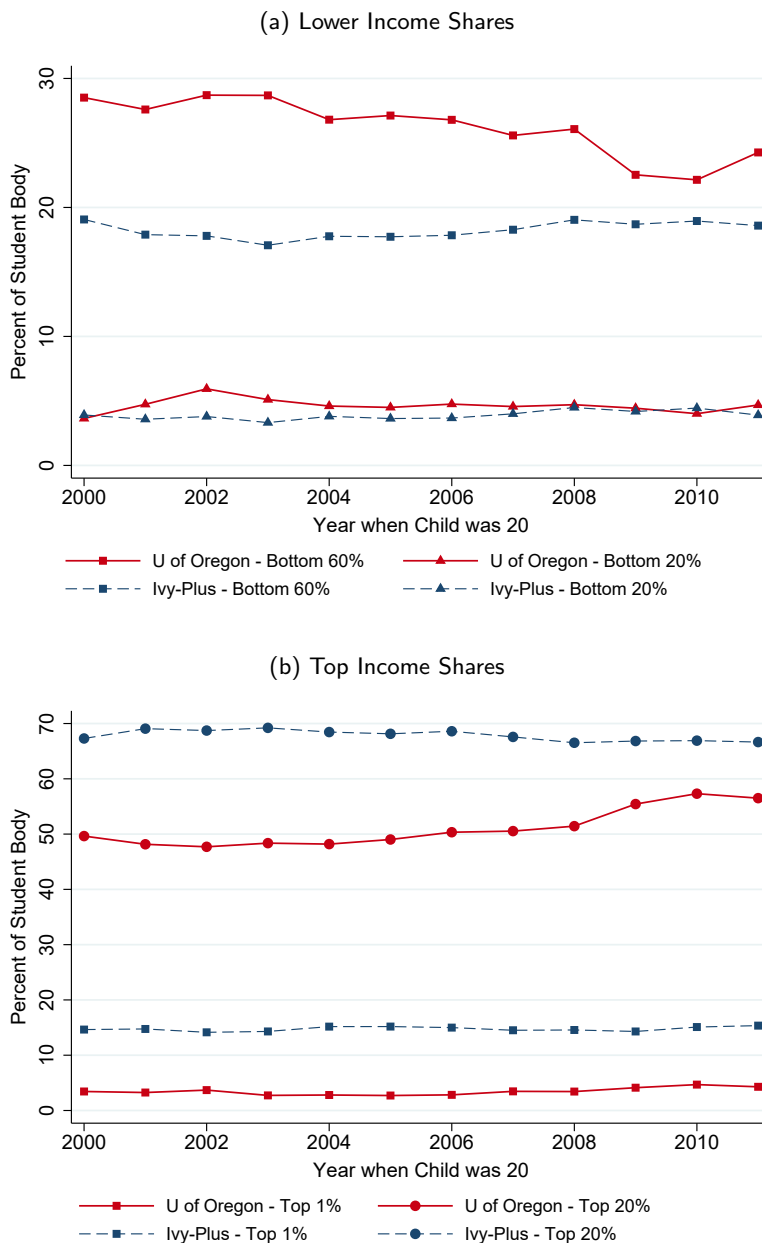 (a) Lower Income Shares
30
20
10
0
Percent of Student Body
2000 2002 2004 2006 2008 2010
Year when Child was 20
U of Oregon - Bottom 60% U of Oregon - Bottom 20%
Ivy-Plus - Bottom 60% Ivy-Plus - Bottom 20%
(b) Top Income Shares
70
60
50
40
30
20
10
0
Percent of Student Body
2000 2002 2004 2006 2008 2010
Year when Child was 20
U of Oregon - Top 1% U of Oregon - Top 20%
Ivy-Plus - Top 1% Ivy-Plus - Top 20%